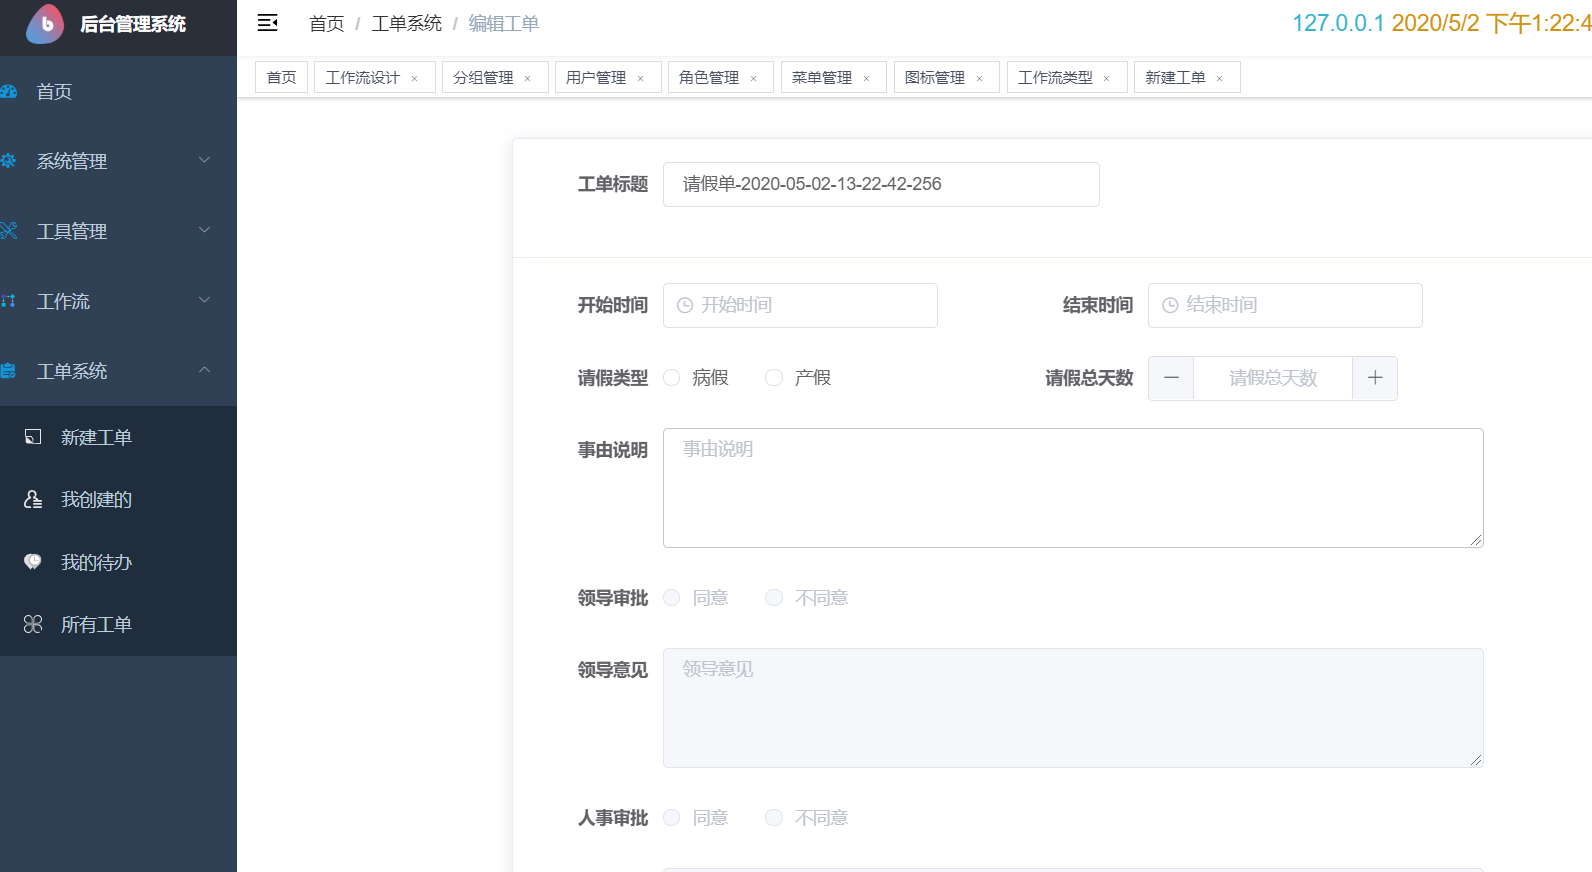 后台管理系统
首页 / 工单系统 / 编辑工单
127.0.0.1 2020/5/2 下午1:22:4
首页 工作流设计 × 分组管理 × 用户管理 × 角色管理 × 菜单管理 × 图标管理 × 工作流类型 × 新建工单 ×
首页
系统管理
工具管理
工作流
工单系统
新建工单
我创建的
我的待办
所有工单
工单标题 请假单-2020-05-02-13-22-42-256
开始时间 开始时间 结束时间 结束时间
请假类型 病假 产假 请假总天数 － 请假总天数 +
事由说明 事由说明
领导审批 同意 不同意
领导意见 领导意见
人事审批 同意 不同意